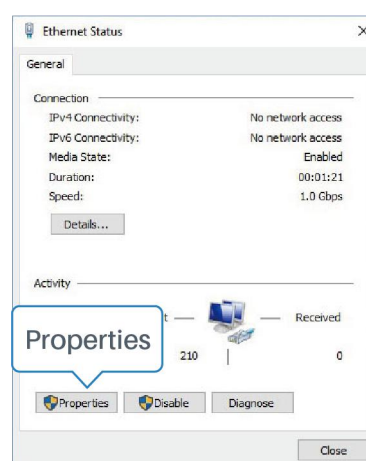 Ethernet Status
General
Connection
IPv4 Connectivity: No network access
IPv6 Connectivity: No network access
Media State: Enabled
Duration: 00:01:21
Speed: 1.0 Gbps
Details...
Activity
Received
Properties
210 0
Properties Disable Diagnose
Close